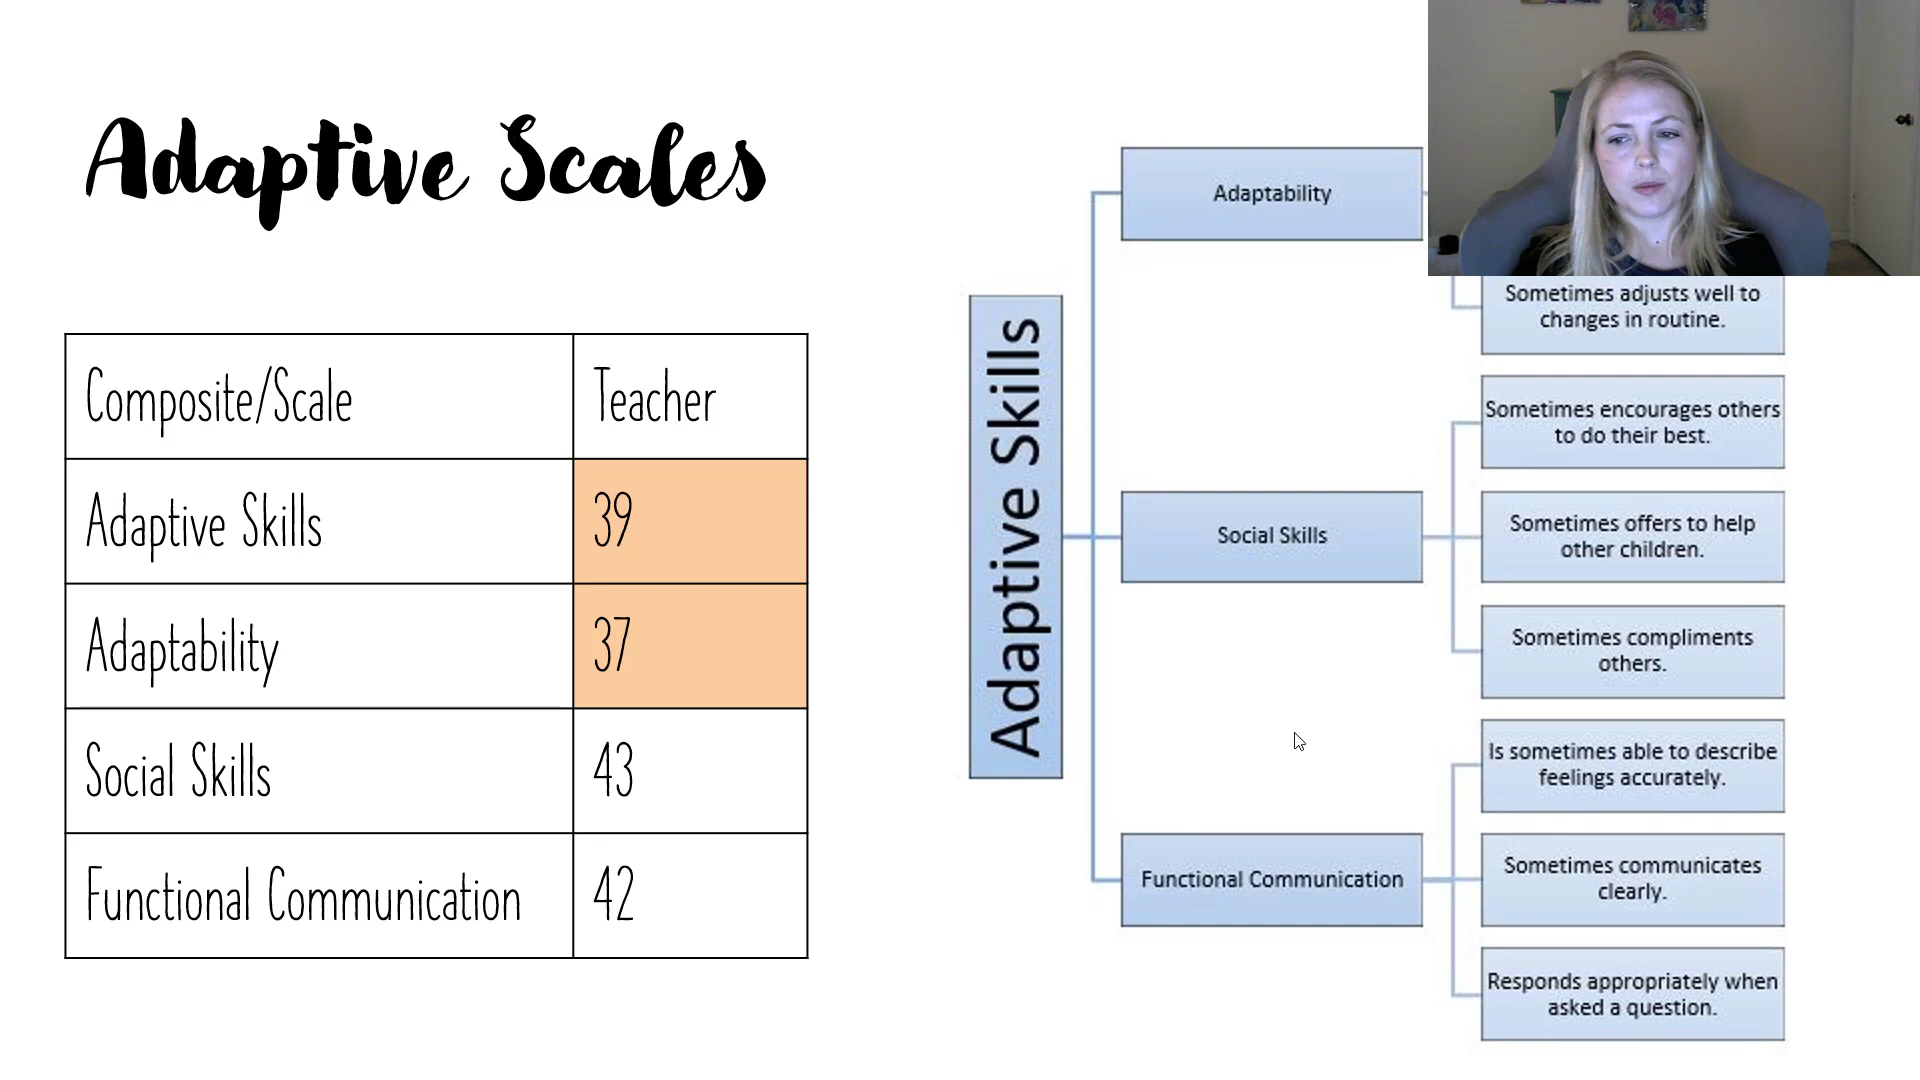 Adaptive Scales
Composite/Scale
Teacher
Adaptive Skills
39
Adaptability
37
Social Skills
43
Functional Communication
42
Adaptive Skills
Adaptability
Sometimes adjusts well to
changes in routine.
Social Skills
Sometimes encourages others
to do their best.
Sometimes offers to help
other children.
Sometimes compliments
others.
Functional Communication
Is sometimes able to describe
feelings accurately.
Sometimes communicates
clearly.
Responds appropriately when
asked a question.